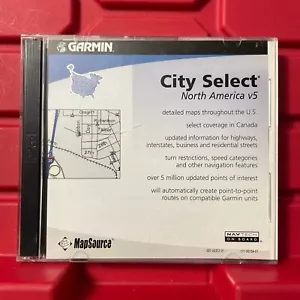 GARMIN
City Select
North America v5
detailed maps throughout the U.S.
select coverage in Canada
updated information for highways,
interstates, business and residential streets
turn restrictions, speed categories
and other navigation features
over 5 million updated points of interest
will automatically create point-to-point
routes on compatible Garmin units
MapSource
NAVTECH
ON BOARD